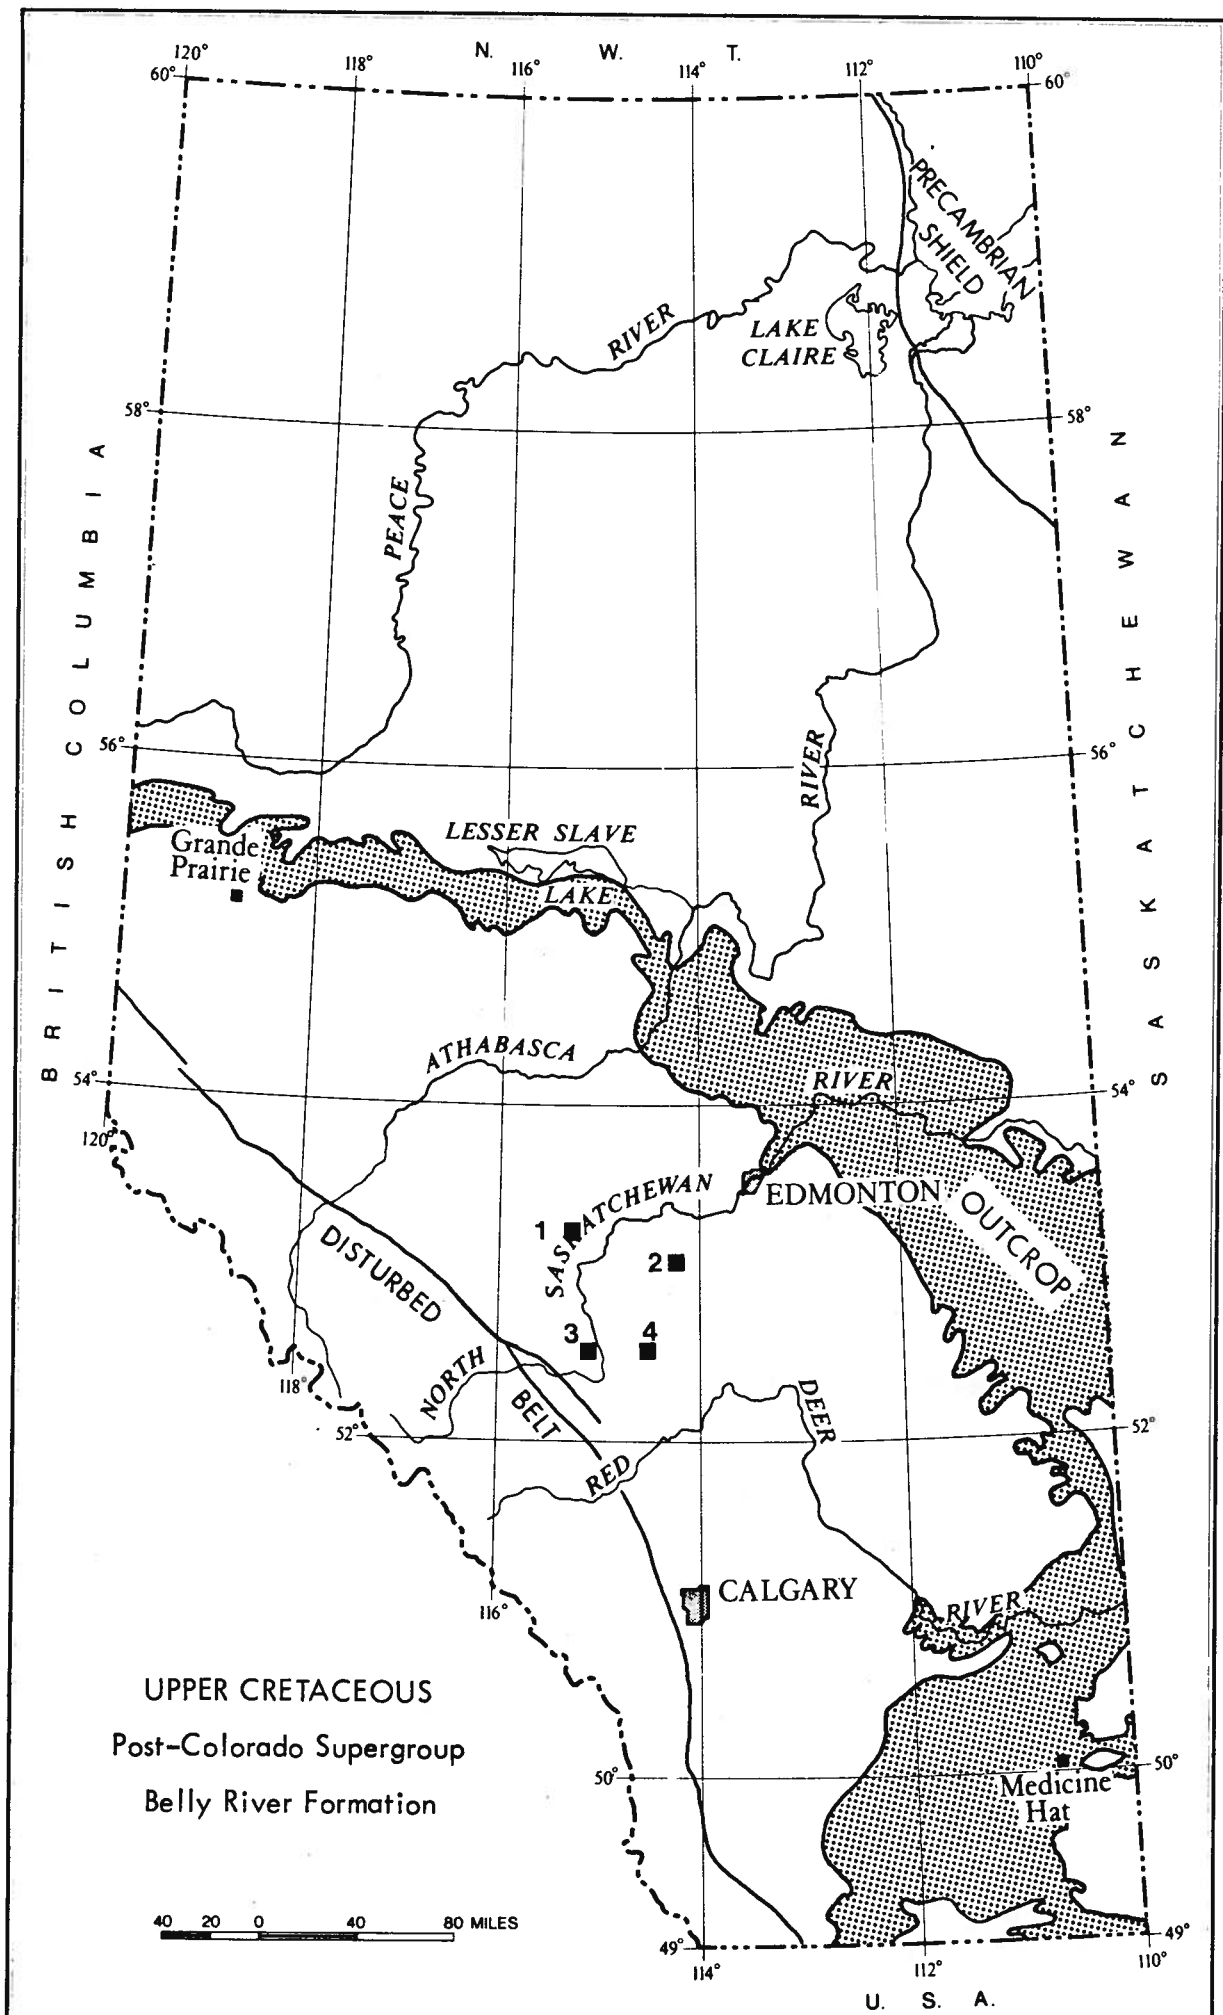 N. W. T.
120° 118° 116° 114° 112° 110°
60° 60°
PRECAMBRIAN
SHIELD
RIVER
LAKE
CLAIRE
58° 58°
PEACE
BRITISH COLUMBIA
SASKATCHEWAN
56° 56°
RIVER
LESSER SLAVE
LAKE
Grande
Prairie
ATHABASCA
54° 54°
RIVER
120°
SASKATCHEWAN
EDMONTON
OUTCROP
1
2
DISTURBED
3
4
118°
NORTH
BELT
DEER
52° 52°
RED
CALGARY
RIVER
116°
UPPER CRETACEOUS
Post-Colorado Supergroup
Belly River Formation
50° 50°
Medicine
Hat
40 20 0 40 80 MILES
49° 49°
114° 112° 110°
U. S. A.